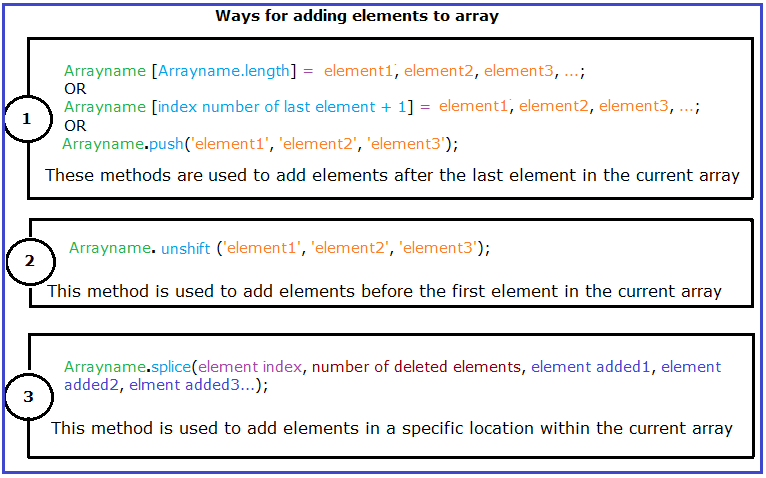 Ways for adding elements to array
Arrayname [Arrayname.length] = element1, element2, element3, ...;
OR
1
Arrayname [index number of last element + 1] = element1, element2, element3, ...;
OR
Arrayname.push('element1', 'element2', 'element3');
These methods are used to add elements after the last element in the current array
2
Arrayname. unshift ('element1', 'element2', 'element3');
This method is used to add elements before the first element in the current array
3
Arrayname.splice(element index, number of deleted elements, element added1, element
added2, elment added3...);
This method is used to add elements in a specific location within the current array